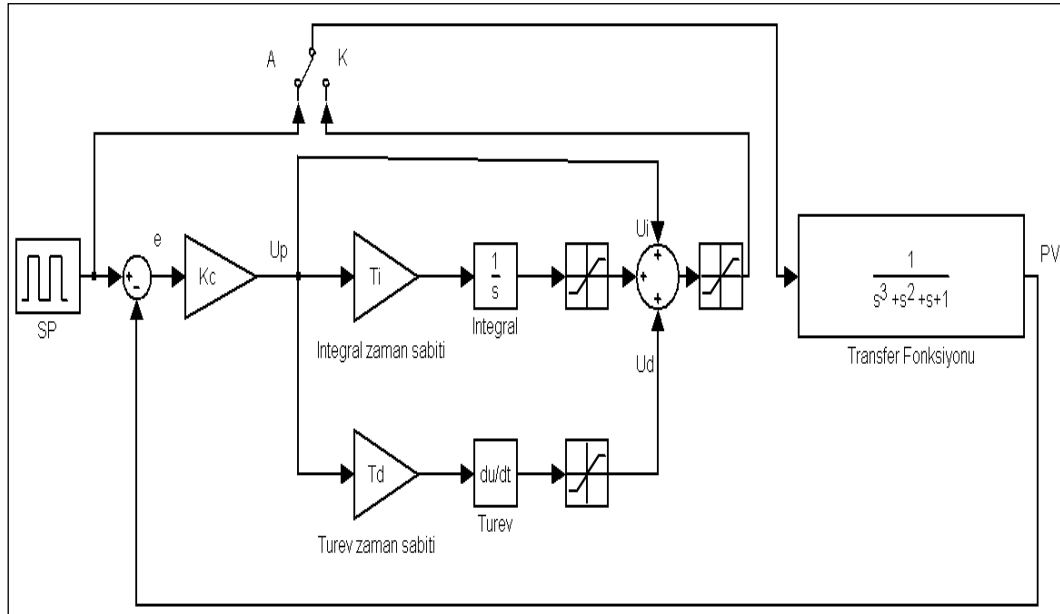 A
K
SP
e
Kc
Up
Ti
Integral zaman sabiti
1
s
Integral
Ui
Ud
Td
Turev zaman sabiti
du/dt
Turev
1
s³+s²+s+1
Transfer Fonksiyonu
PV